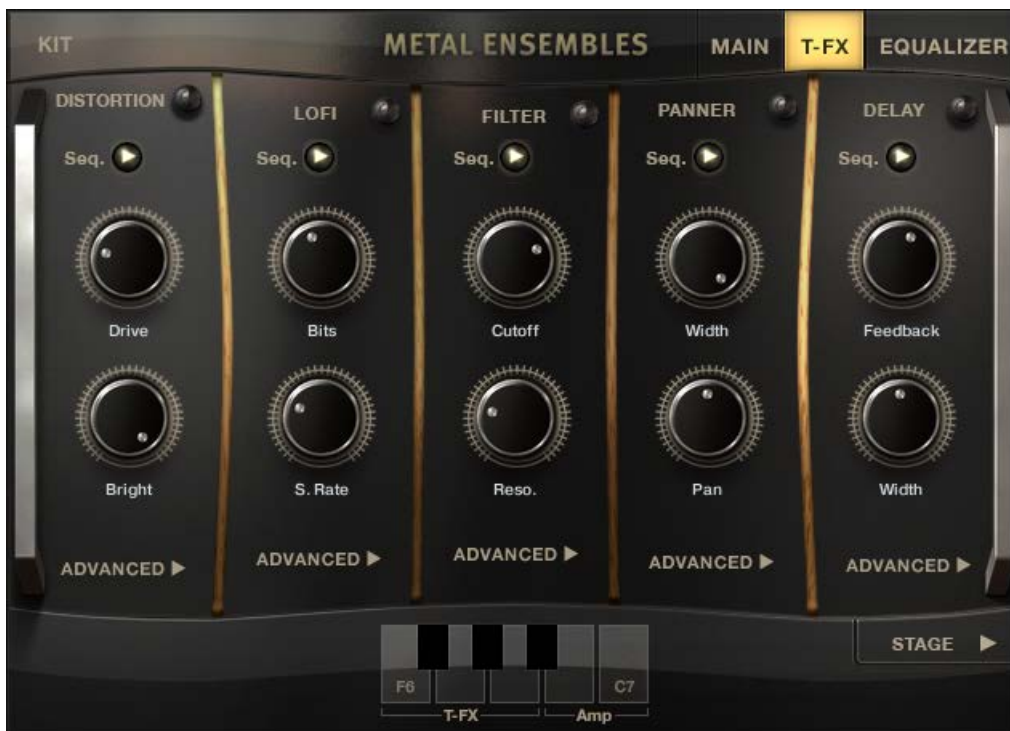 KIT
METAL ENSEMBLES
MAIN
T-FX
EQUALIZER
DISTORTION
LOFI
FILTER
PANNER
DELAY
Seq.
Seq.
Seq.
Seq.
Seq.
Drive
Bits
Cutoff
Width
Feedback
Bright
S. Rate
Reso.
Pan
Width
ADVANCED
ADVANCED
ADVANCED
ADVANCED
ADVANCED
STAGE
F6
C7
T-FX
Amp